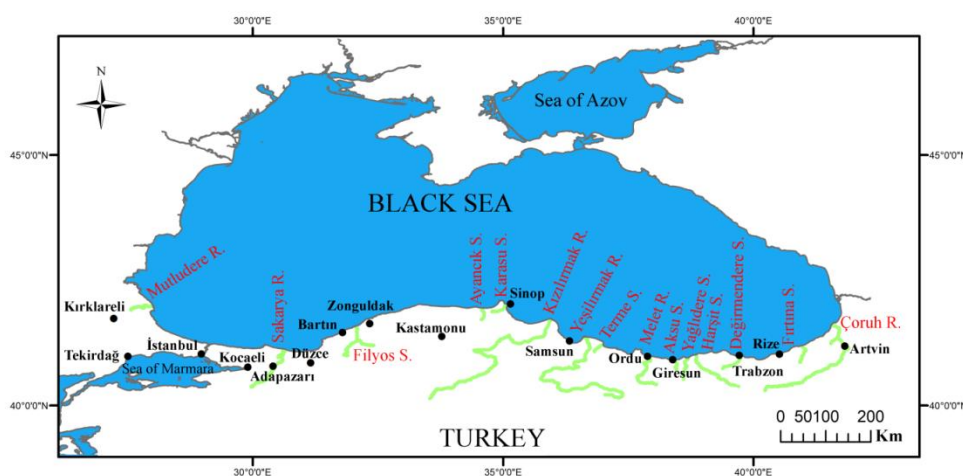 30°0'0"E 35°0'0"E 40°0'0"E
N
Sea of Azov
45°0'0"N 45°0'0"N
BLACK SEA
Mutludere R.
Sakarya R.
Ayancık S.
Karasu S.
Kızılırmak R.
Yeşilırmak R.
Terme S.
Melet R.
Aksu S.
Yağlıdere S.
Harşit S.
Değirmendere S.
Fırtına S.
Çoruh R.
Filyos S.
Kırklareli
Tekirdağ
İstanbul
Sea of Marmara
Kocaeli
Adapazarı
Düzce
Bartın
Zonguldak
Kastamonu
Sinop
Samsun
Ordu
Giresun
Trabzon
Rize
Artvin
40°0'0"N 40°0'0"N
TURKEY
0 50100 200
Km
30°0'0"E 35°0'0"E 40°0'0"E